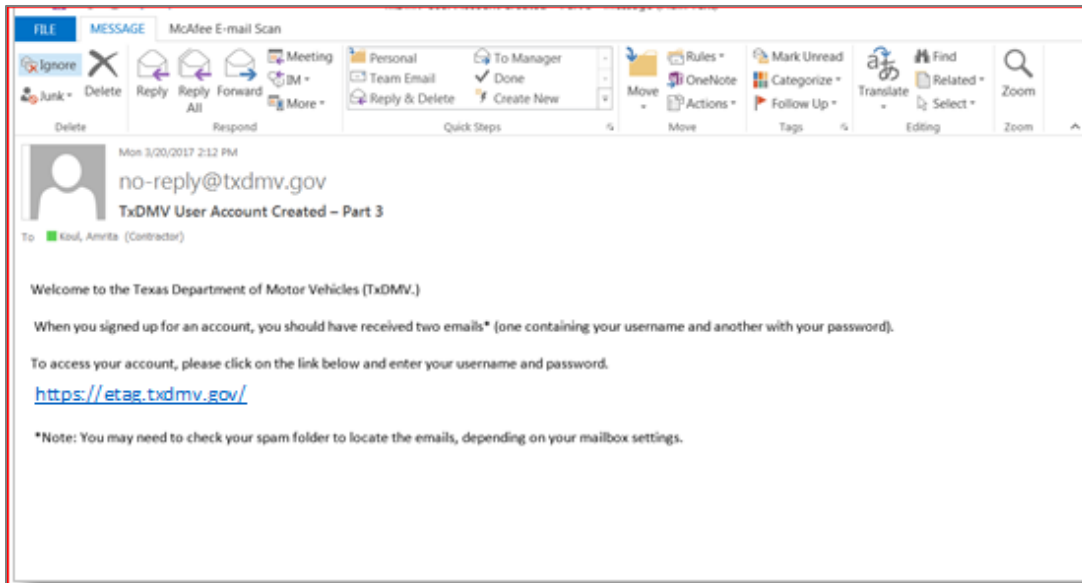 FILE MESSAGE McAfee E-mail Scan
Ignore
Junk
Delete
Reply
Reply All
Forward
Meeting
IM
More
Personal
Team Email
Reply & Delete
To Manager
Done
Create New
Move
Rules
OneNote
Actions
Mark Unread
Categorize
Follow Up
Translate
Find
Related
Select
Zoom
Delete Respond Quick Steps Move Tags Editing Zoom
Mon 3/20/2017 2:12 PM
no-reply@txdmv.gov
TxDMV User Account Created – Part 3
To Koul, Amrita (Contractor)
Welcome to the Texas Department of Motor Vehicles (TxDMV.)
When you signed up for an account, you should have received two emails* (one containing your username and another with your password).
To access your account, please click on the link below and enter your username and password.
https://etag.txdmv.gov/
*Note: You may need to check your spam folder to locate the emails, depending on your mailbox settings.